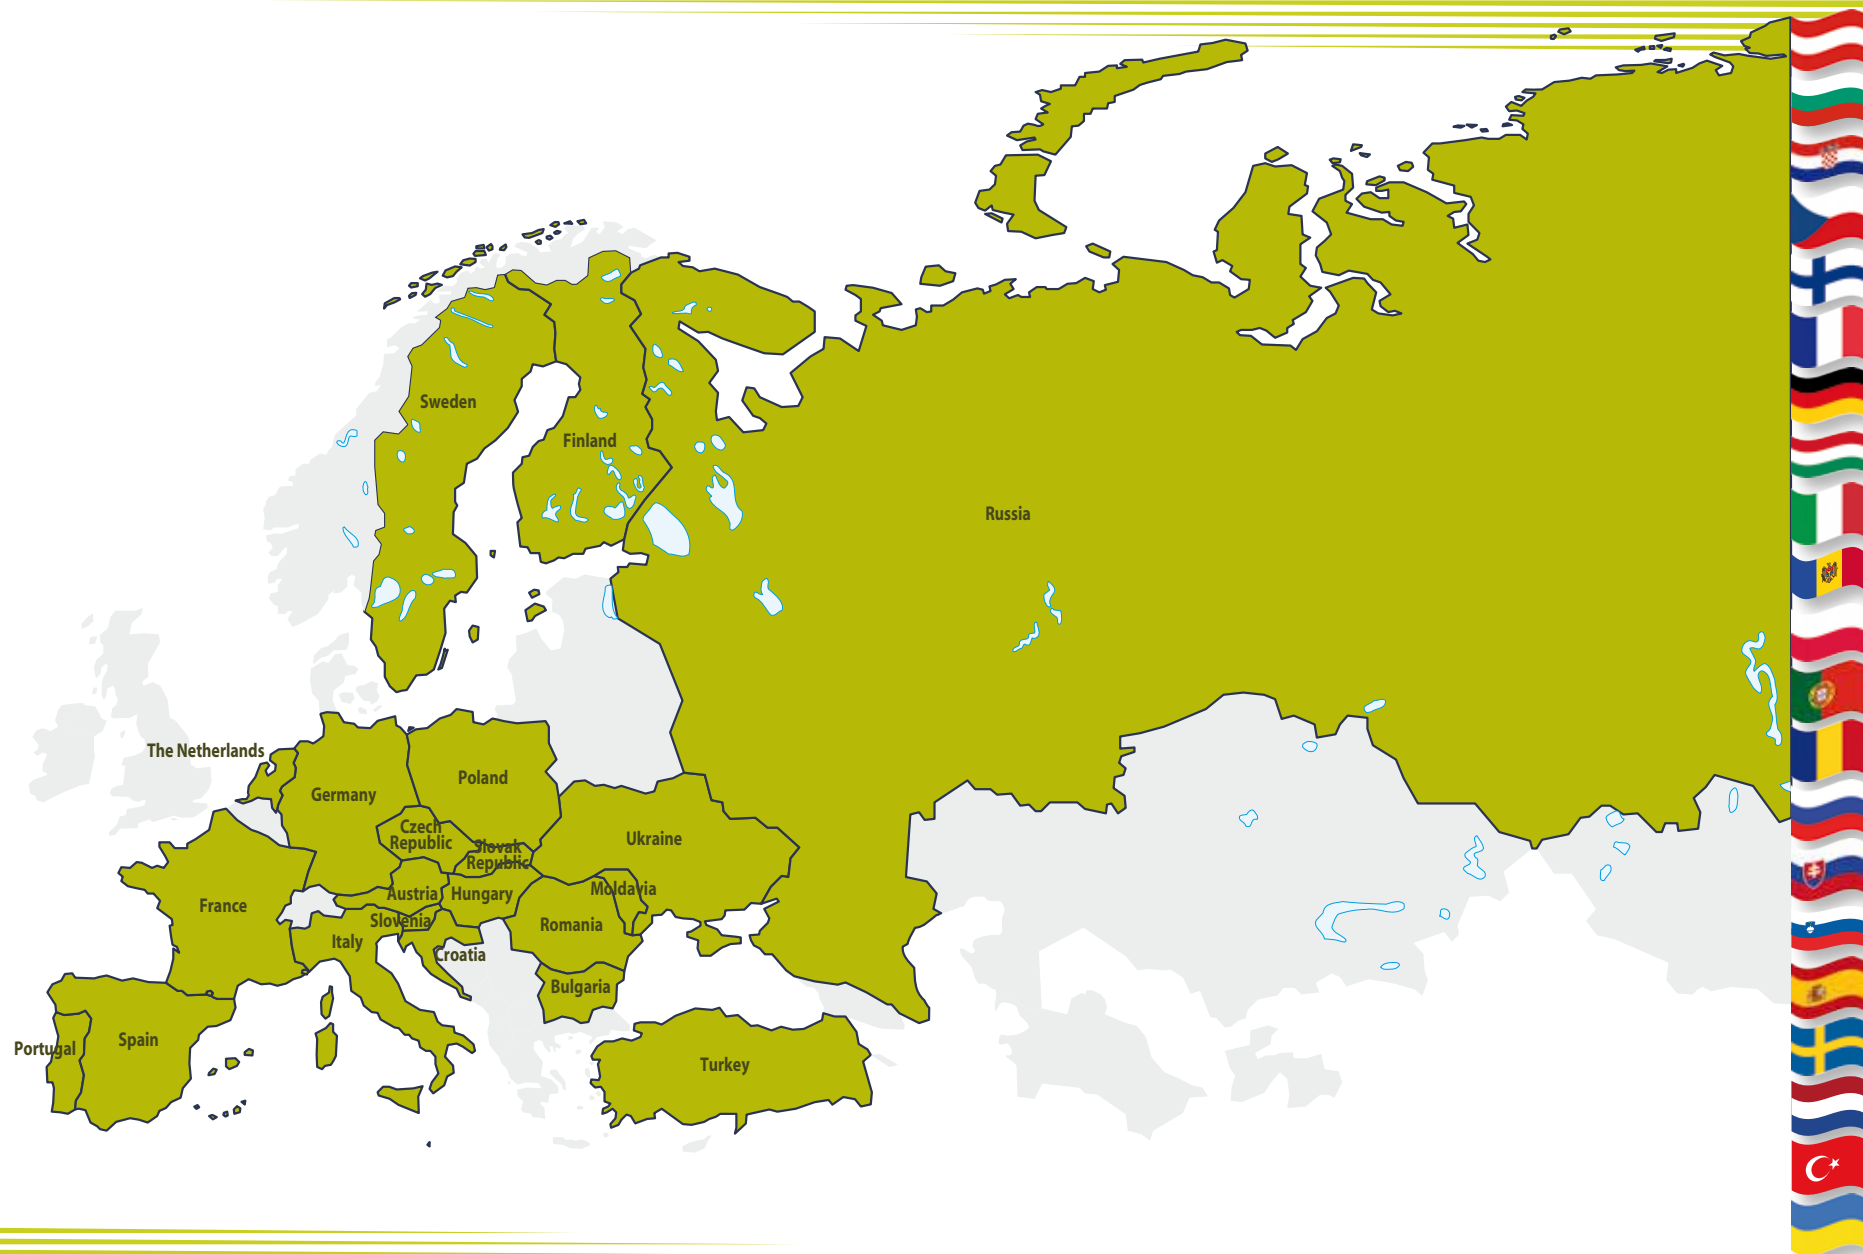 Sweden
Finland
Russia
The Netherlands
Poland
Germany
Czech
Republic
Slovak
Republic
Ukraine
Austria
Hungary
Moldavia
France
Slovenia
Romania
Italy
Croatia
Bulgaria
Spain
Portugal
Turkey